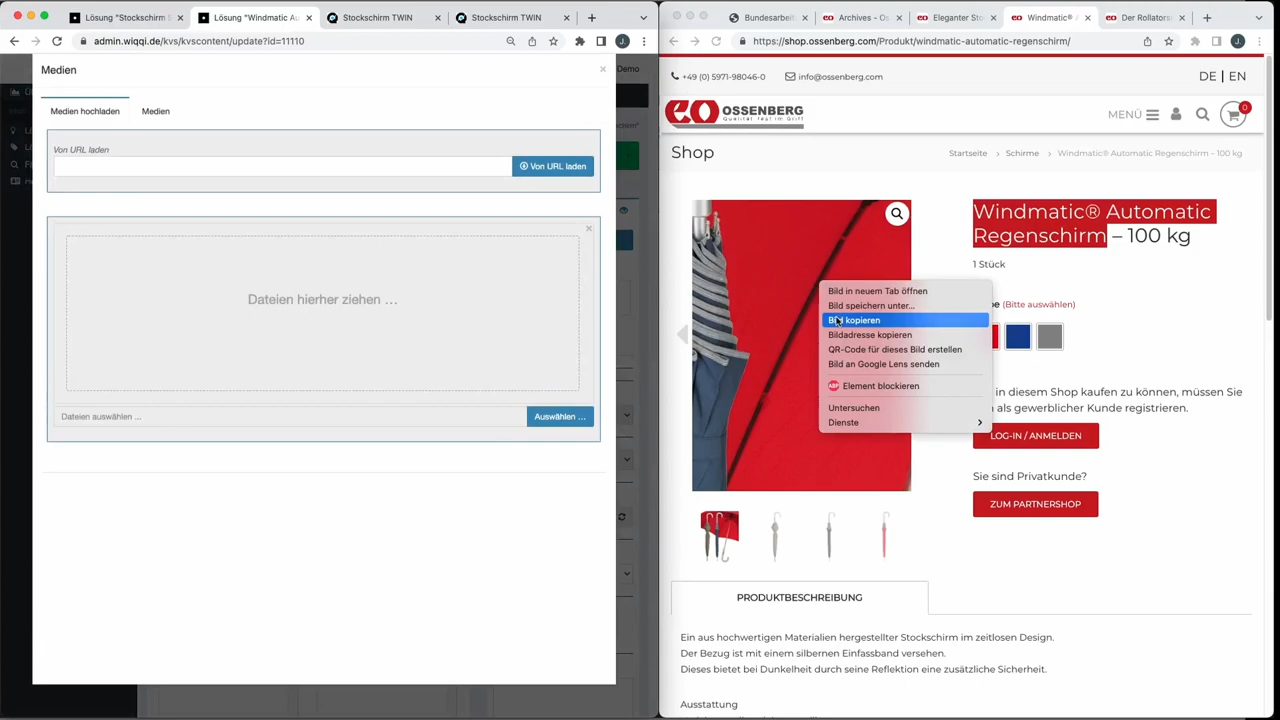 Lösung "Stockschirm E
Lösung "Windmatic Au
Stockschirm TWIN
Stockschirm TWIN
admin.wiqqi.de/kvs/kvscontent/update?id=11110
J.
Medien
Demo
Medien hochladen
Medien
Von URL laden
Von URL laden
Dateien hierher ziehen …
Dateien auswählen …
Auswählen …
Bundesarbeit
Archives - Os
Eleganter Sto
Windmatic® A
Der Rollators
https://shop.ossenberg.com/Produkt/windmatic-automatic-regenschirm/
J.
+49 (0) 5971-98046-0
info@ossenberg.com
DE | EN
eo OSSENBERG
Qualität fest im Griff
MENÜ
0
Shop
Startseite > Schirme > Windmatic® Automatic Regenschirm – 100 kg
Windmatic® Automatic
Regenschirm – 100 kg
1 Stück
(Bitte auswählen)
Bild in neuem Tab öffnen
Bild speichern unter...
Bild kopieren
Bildadresse kopieren
QR-Code für dieses Bild erstellen
Bild an Google Lens senden
ABP Element blockieren
Untersuchen
Dienste
in diesem Shop kaufen zu können, müssen Sie
als gewerblicher Kunde registrieren.
LOG-IN / ANMELDEN
Sie sind Privatkunde?
ZUM PARTNERSHOP
PRODUKTBESCHREIBUNG
Ein aus hochwertigen Materialien hergestellter Stockschirm im zeitlosen Design.
Der Bezug ist mit einem silbernen Einfassband versehen.
Dieses bietet bei Dunkelheit durch seine Reflektion eine zusätzliche Sicherheit.
Ausstattung